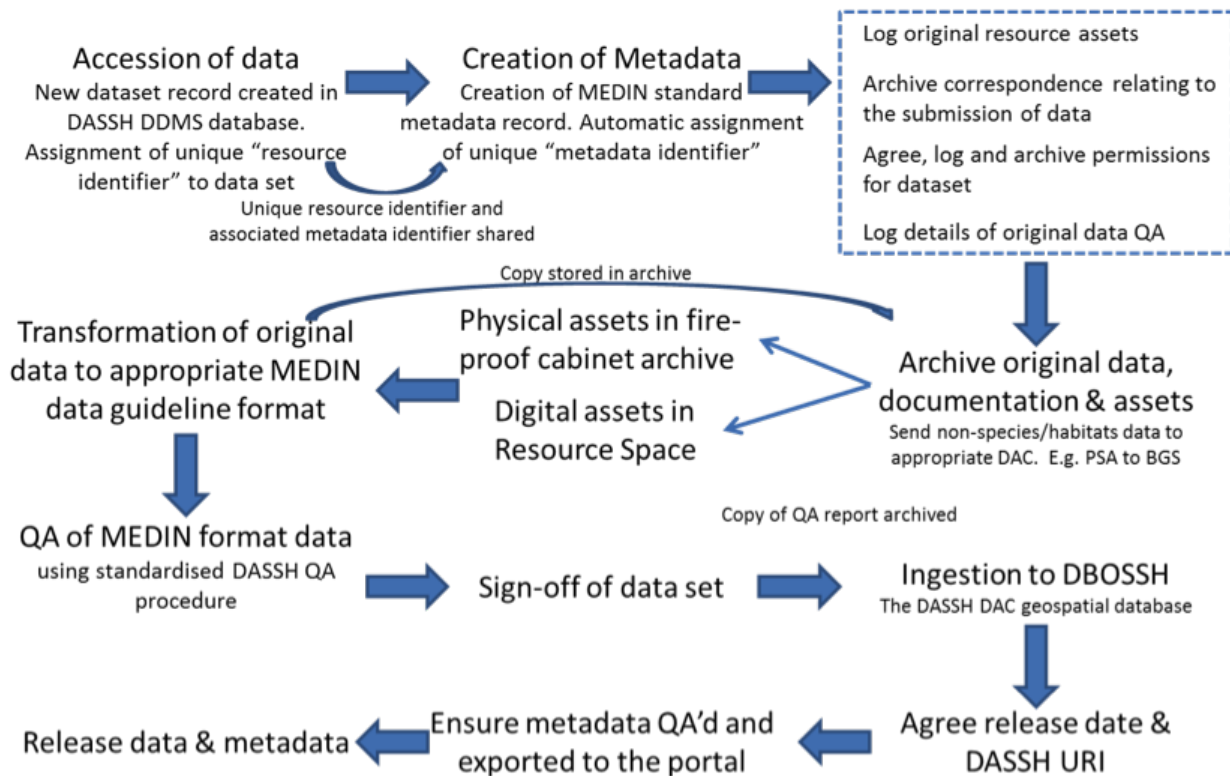 Accession of data
New dataset record created in
DASSH DDMS database.
Assignment of unique “resource
identifier” to data set
Creation of Metadata
Creation of MEDIN standard
metadata record. Automatic assignment
of unique “metadata identifier”
Unique resource identifier and
associated metadata identifier shared
Log original resource assets
Archive correspondence relating to
the submission of data
Agree, log and archive permissions
for dataset
Log details of original data QA
Copy stored in archive
Transformation of original
data to appropriate MEDIN
data guideline format
Physical assets in fire-
proof cabinet archive
Digital assets in
Resource Space
Archive original data,
documentation & assets
Send non-species/habitats data to
appropriate DAC. E.g. PSA to BGS
Copy of QA report archived
QA of MEDIN format data
using standardised DASSH QA
procedure
Sign-off of data set
Ingestion to DBOSSH
The DASSH DAC geospatial database
Release data & metadata
Ensure metadata QA’d and
exported to the portal
Agree release date &
DASSH URI